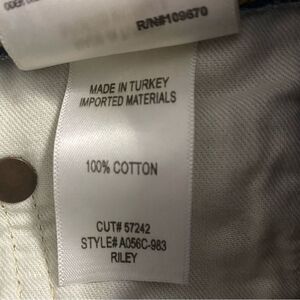 R/N#109670
MADE IN TURKEY
IMPORTED MATERIALS
100% COTTON
CUT# 57242
STYLE# A056C-983
RILEY